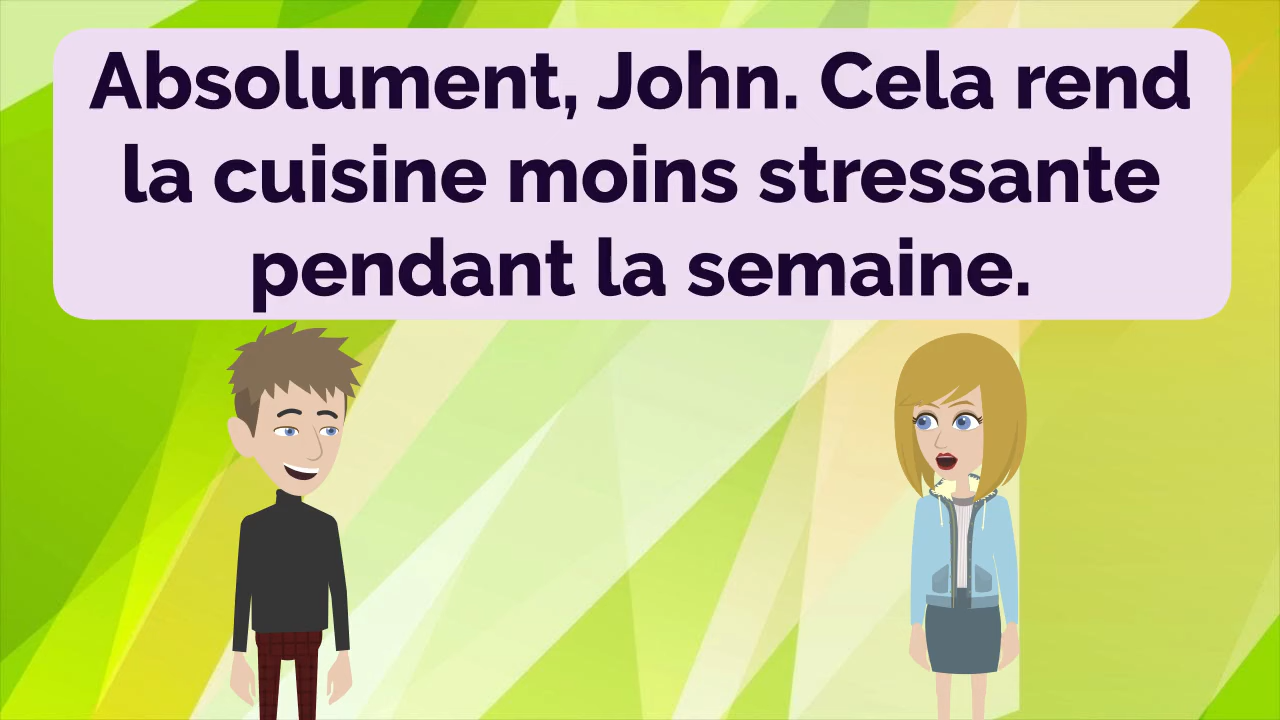 Absolument, John. Cela rend
la cuisine moins stressante
pendant la semaine.